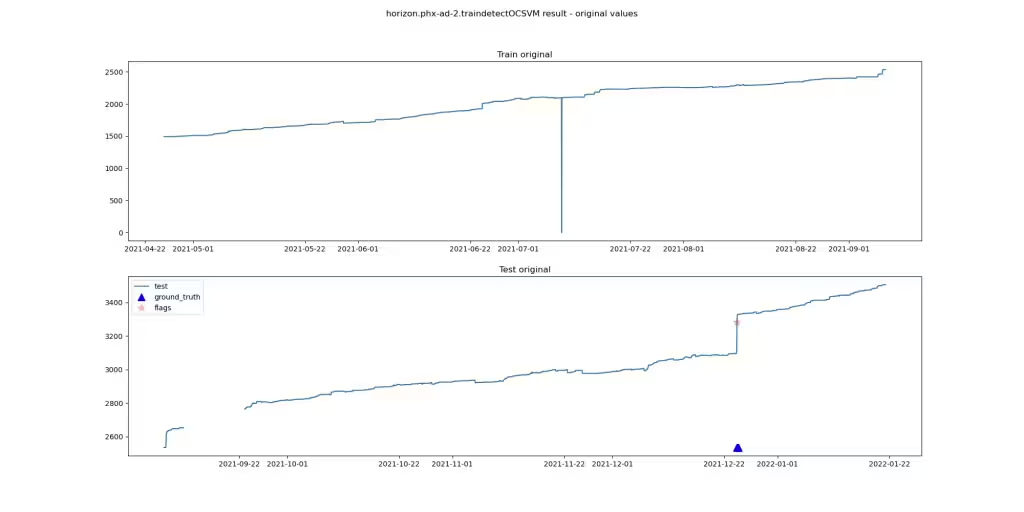 horizon.phx-ad-2.traindetectOCSVM result - original values
Train original
2500
2000
1500
1000
500
0
2021-04-22 2021-05-01 2021-05-22 2021-06-01 2021-06-22 2021-07-01 2021-07-22 2021-08-01 2021-08-22 2021-09-01
Test original
test
ground_truth
flags
3400
3200
3000
2800
2600
2021-09-22 2021-10-01 2021-10-22 2021-11-01 2021-11-22 2021-12-01 2021-12-22 2022-01-01 2022-01-22